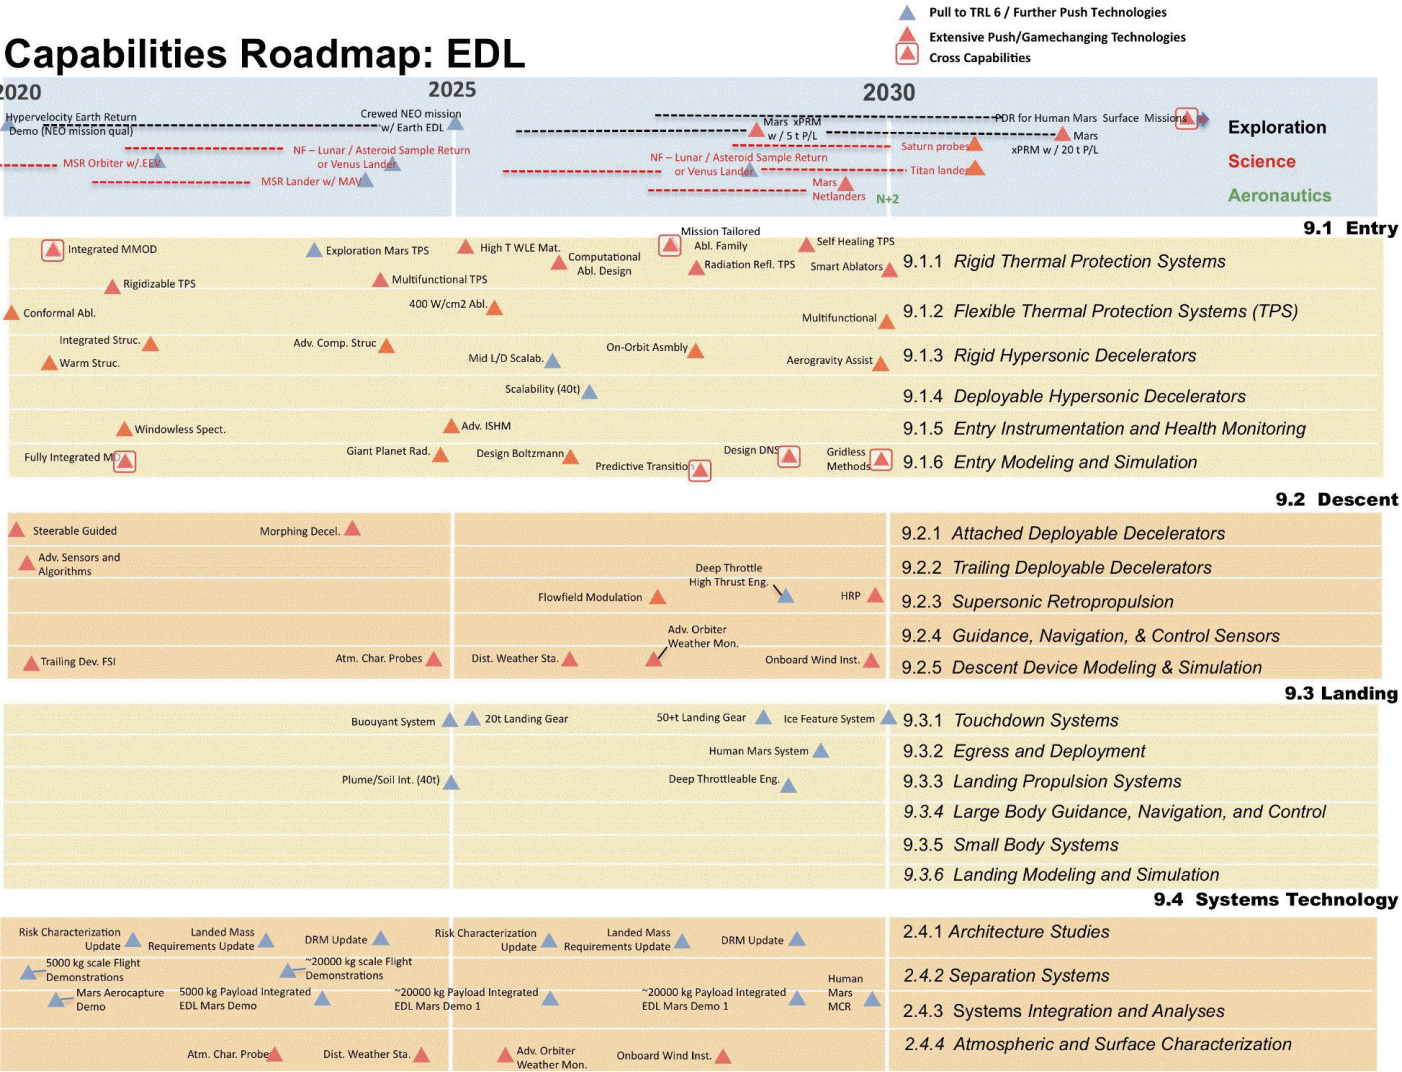 Pull to TRL 6 / Further Push Technologies
Extensive Push/Gamechanging Technologies
Cross Capabilities
Capabilities Roadmap: EDL
2020
2025
2030
Hypervelocity Earth Return
Demo (NEO mission qual)
Crewed NEO mission
w/ Earth EDL
Mars xPRM
w / 5 t P/L
PDR for Human Mars Surface Missions
Mars
xPRM w / 20 t P/L
Exploration
MSR Orbiter w/.EEV
NF – Lunar / Asteroid Sample Return
or Venus Lander
MSR Lander w/ MAV
NF – Lunar / Asteroid Sample Return
or Venus Lander
Saturn probes
Titan lander
Mars
Netlanders
Science
N+2
Aeronautics
9.1 Entry
Integrated MMOD
Exploration Mars TPS
High T WLE Mat.
Computational
Abl. Design
Mission Tailored
Abl. Family
Self Healing TPS
Radiation Refl. TPS
Smart Ablators
Rigidizable TPS
Multifunctional TPS
9.1.1 Rigid Thermal Protection Systems
Conformal Abl.
400 W/cm2 Abl.
Multifunctional
9.1.2 Flexible Thermal Protection Systems (TPS)
Integrated Struc.
Warm Struc.
Adv. Comp. Struc
Mid L/D Scalab.
On-Orbit Asmbly
Aerogravity Assist
9.1.3 Rigid Hypersonic Decelerators
Scalability (40t)
9.1.4 Deployable Hypersonic Decelerators
Windowless Spect.
Adv. ISHM
9.1.5 Entry Instrumentation and Health Monitoring
Fully Integrated MD
Giant Planet Rad.
Design Boltzmann
Predictive Transition
Design DNS
Gridless
Methods
9.1.6 Entry Modeling and Simulation
9.2 Descent
Steerable Guided
Morphing Decel.
9.2.1 Attached Deployable Decelerators
Adv. Sensors and
Algorithms
9.2.2 Trailing Deployable Decelerators
Deep Throttle
High Thrust Eng.
Flowfield Modulation
HRP
9.2.3 Supersonic Retropropulsion
9.2.4 Guidance, Navigation, & Control Sensors
Trailing Dev. FSI
Atm. Char. Probes
Dist. Weather Sta.
Adv. Orbiter
Weather Mon.
Onboard Wind Inst.
9.2.5 Descent Device Modeling & Simulation
9.3 Landing
Buouyant System
20t Landing Gear
50+t Landing Gear
Ice Feature System
9.3.1 Touchdown Systems
Human Mars System
9.3.2 Egress and Deployment
Plume/Soil Int. (40t)
Deep Throttleable Eng.
9.3.3 Landing Propulsion Systems
9.3.4 Large Body Guidance, Navigation, and Control
9.3.5 Small Body Systems
9.3.6 Landing Modeling and Simulation
9.4 Systems Technology
Risk Characterization
Update
Landed Mass
Requirements Update
DRM Update
Risk Characterization
Update
Landed Mass
Requirements Update
DRM Update
2.4.1 Architecture Studies
5000 kg scale Flight
Demonstrations
~20000 kg scale Flight
Demonstrations
2.4.2 Separation Systems
Mars Aerocapture
Demo
5000 kg Payload Integrated
EDL Mars Demo
~20000 kg Payload Integrated
EDL Mars Demo 1
~20000 kg Payload Integrated
EDL Mars Demo 1
Human
Mars
MCR
2.4.3 Systems Integration and Analyses
Atm. Char. Probe
Dist. Weather Sta.
Adv. Orbiter
Weather Mon.
Onboard Wind Inst.
2.4.4 Atmospheric and Surface Characterization